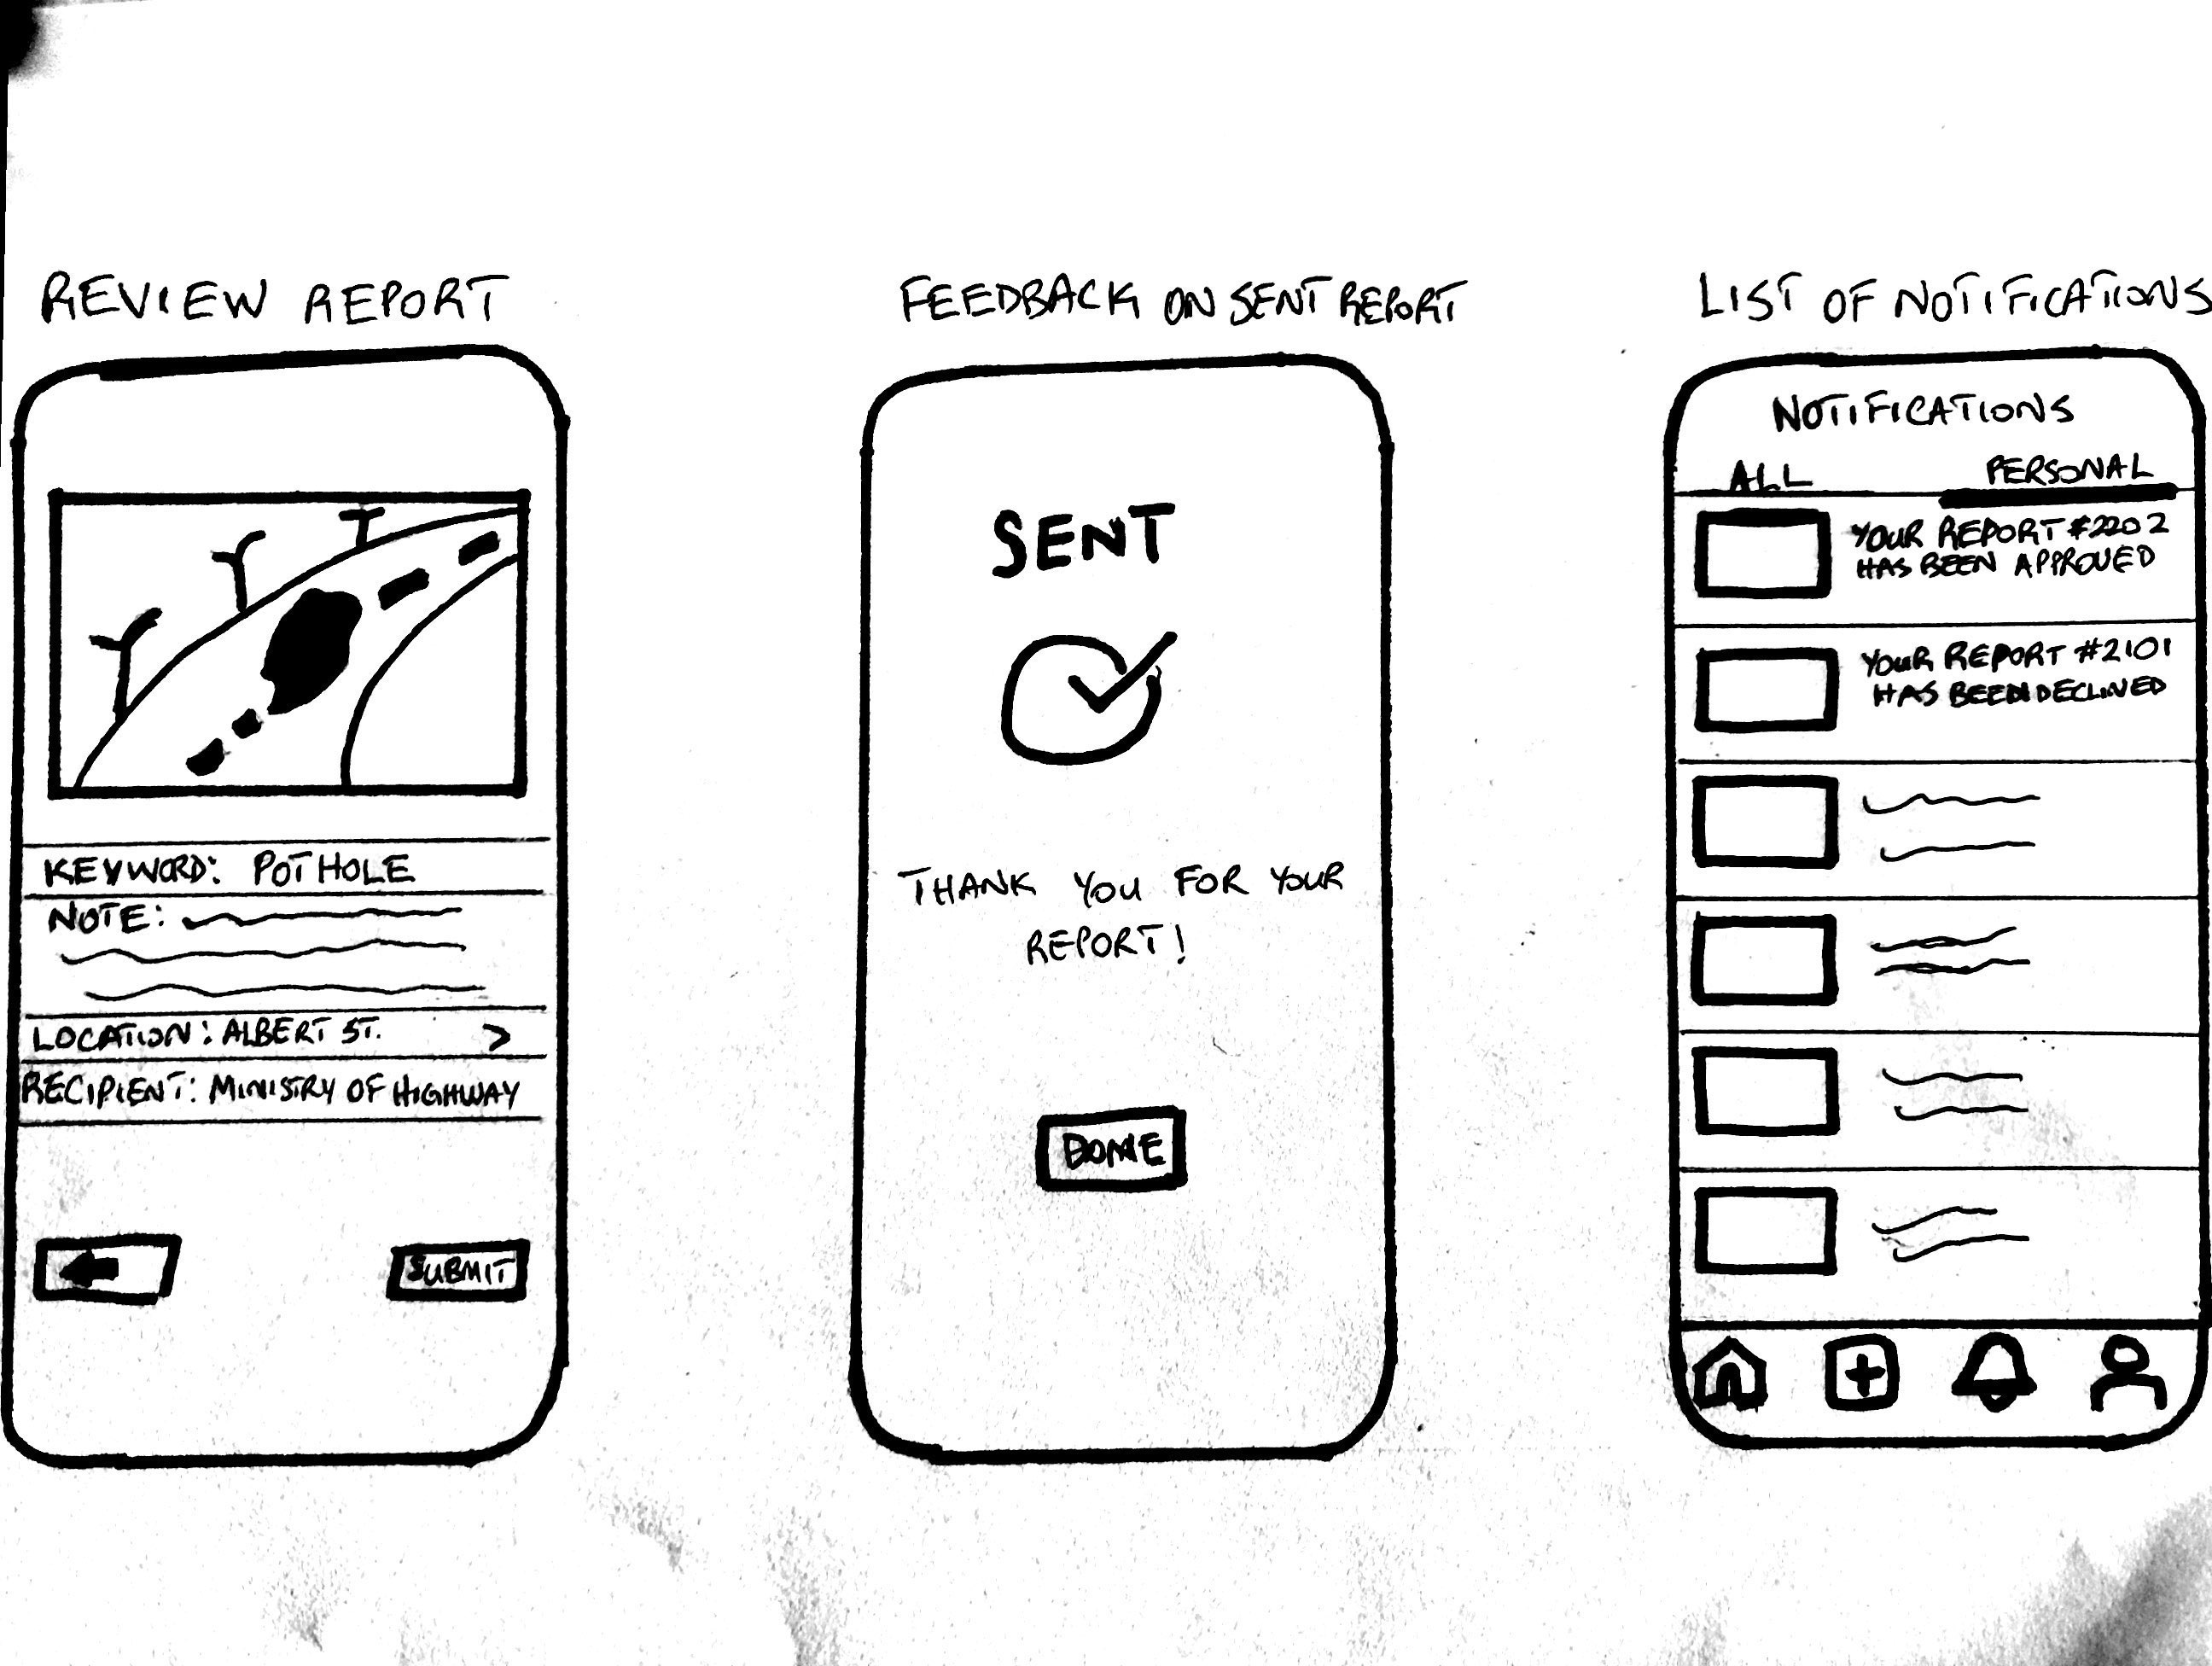 REVIEW REPORT
KEYWORD: POTHOLE
NOTE:
LOCATION: ALBERT ST. >
RECIPIENT: MINISTRY OF HIGHWAY
SUBMIT
FEEDBACK ON SENT REPORT
SENT
THANK YOU FOR YOUR
REPORT!
DONE
LIST OF NOTIFICATIONS
NOTIFICATIONS
ALL PERSONAL
YOUR REPORT #2202
HAS BEEN APPROVED
YOUR REPORT #2101
HAS BEEN DECLINED